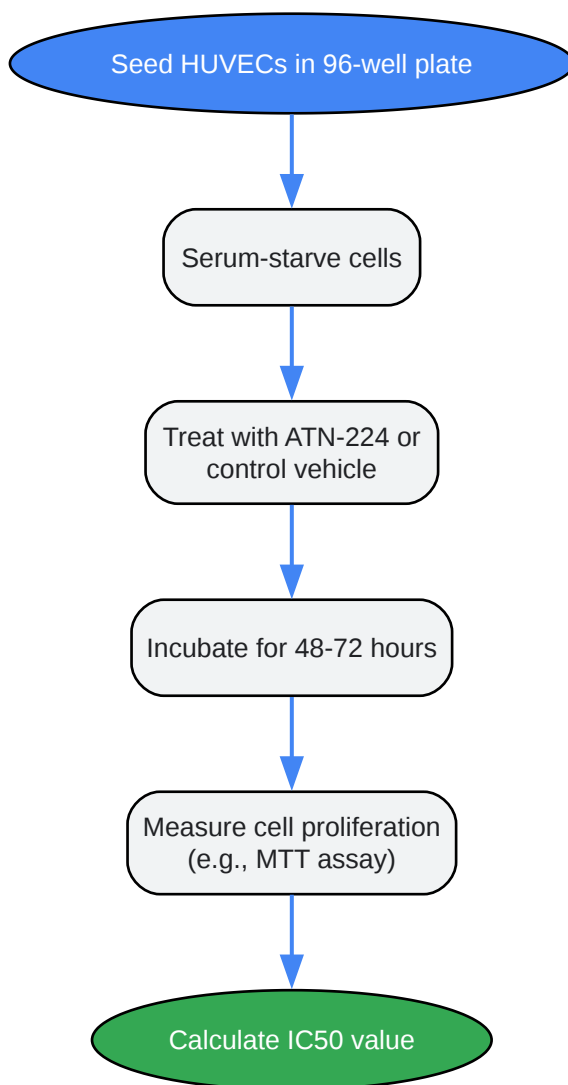 Seed HUVECs in 96-well plate
Serum-starve cells
Treat with ATN-224 or
control vehicle
Incubate for 48-72 hours
Measure cell proliferation
(e.g., MTT assay)
Calculate IC50 value